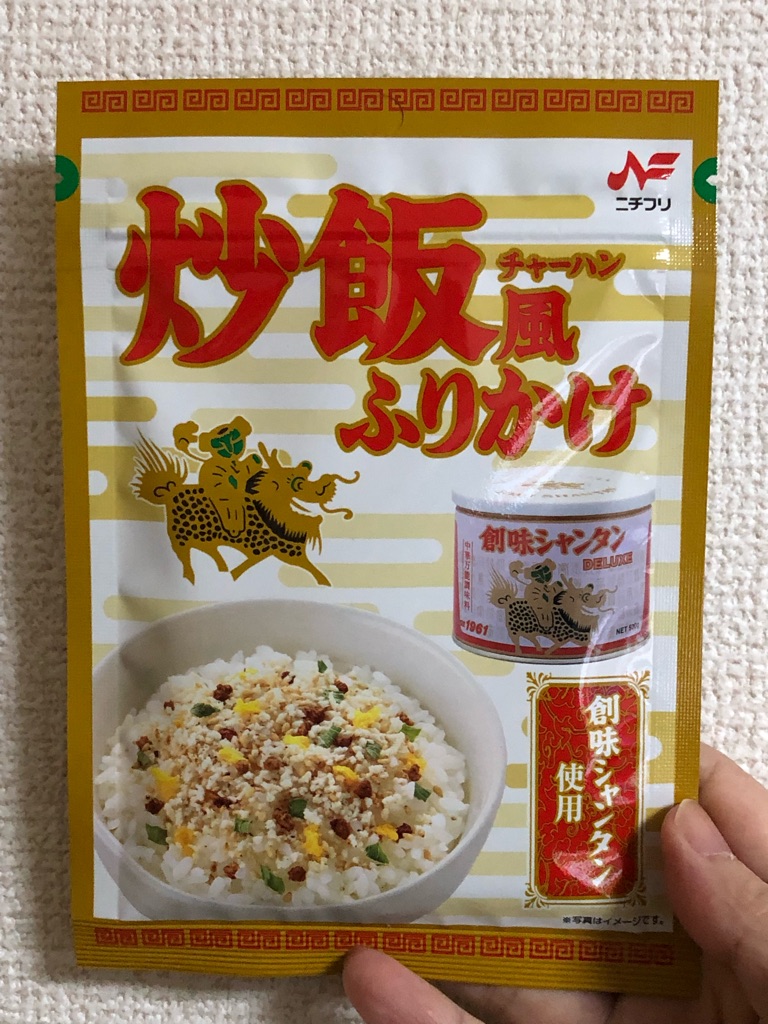 ニチフリ
炒飯風
チャーハン
ふりかけ
創味シャンタン
DELUXE
中華万能調味料
1961
創味シャンタン
使用
※写真はイメージです。